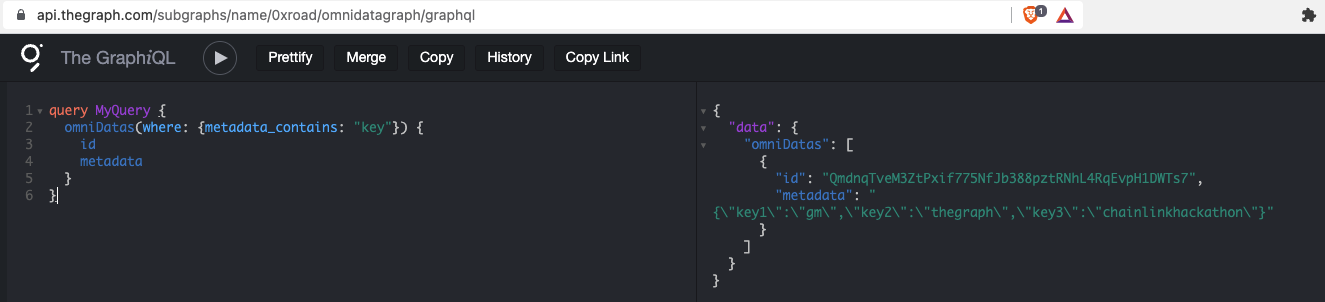 api.thegraph.com/subgraphs/name/0xroad/omnidatagraph/graphql
1
The GraphiQL
Prettify
Merge
Copy
History
Copy Link
1 query MyQuery {
2 omniDatas(where: {metadata_contains: "key"}) {
3 id
4 metadata
5 }
6 }
{
"data": {
"omniDatas": [
{
"id": "QmdnqTveM3ZtPxif775NfJb388pztRNhL4RqEvpH1DWTs7",
"metadata": "
{\"key1\":\"gm\",\"key2\":\"thegraph\",\"key3\":\"chainlinkhackathon\"}"
}
]
}
}